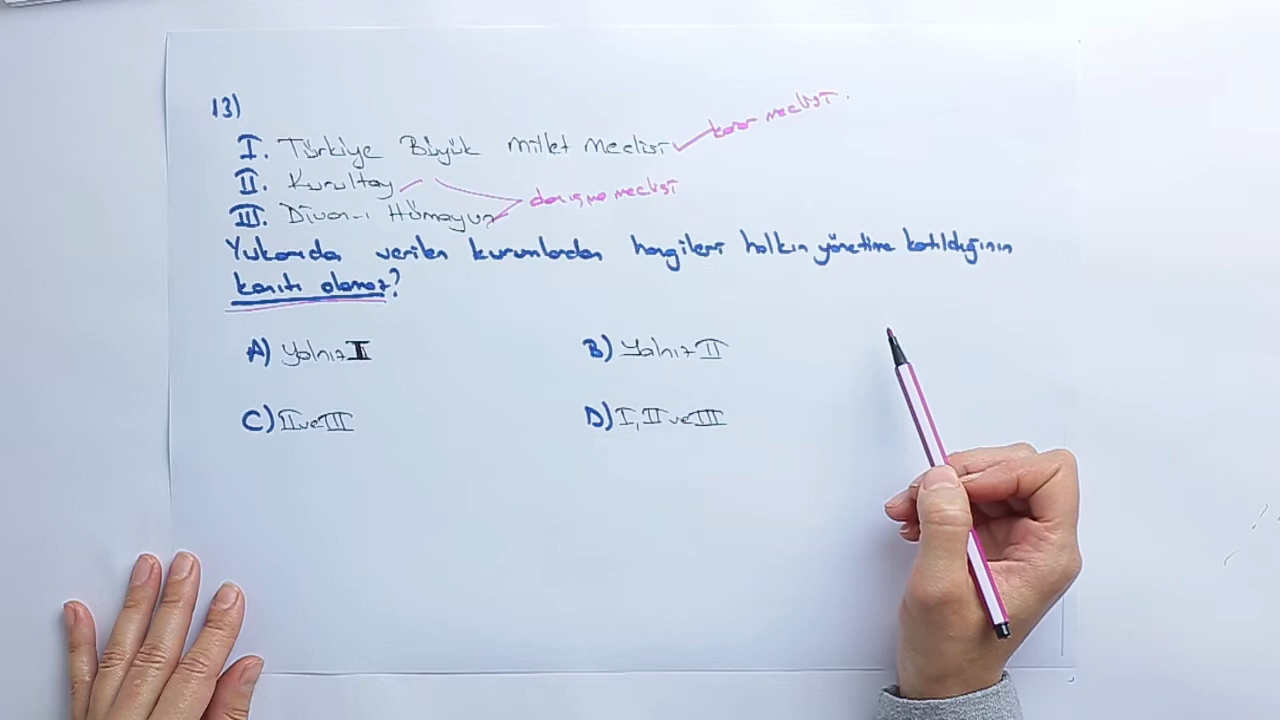 13)
I. Türkiye Büyük Millet Meclisi karar meclisi.
II. Kurultay
danışma meclisi
III. Divan-ı Hümayun
Yukarıda verilen kurumlardan hangileri halkın yönetime katıldığının
kanıtı olamaz?
A) Yalnız I
B) Yalnız II
C) II ve III
D) I, II ve III